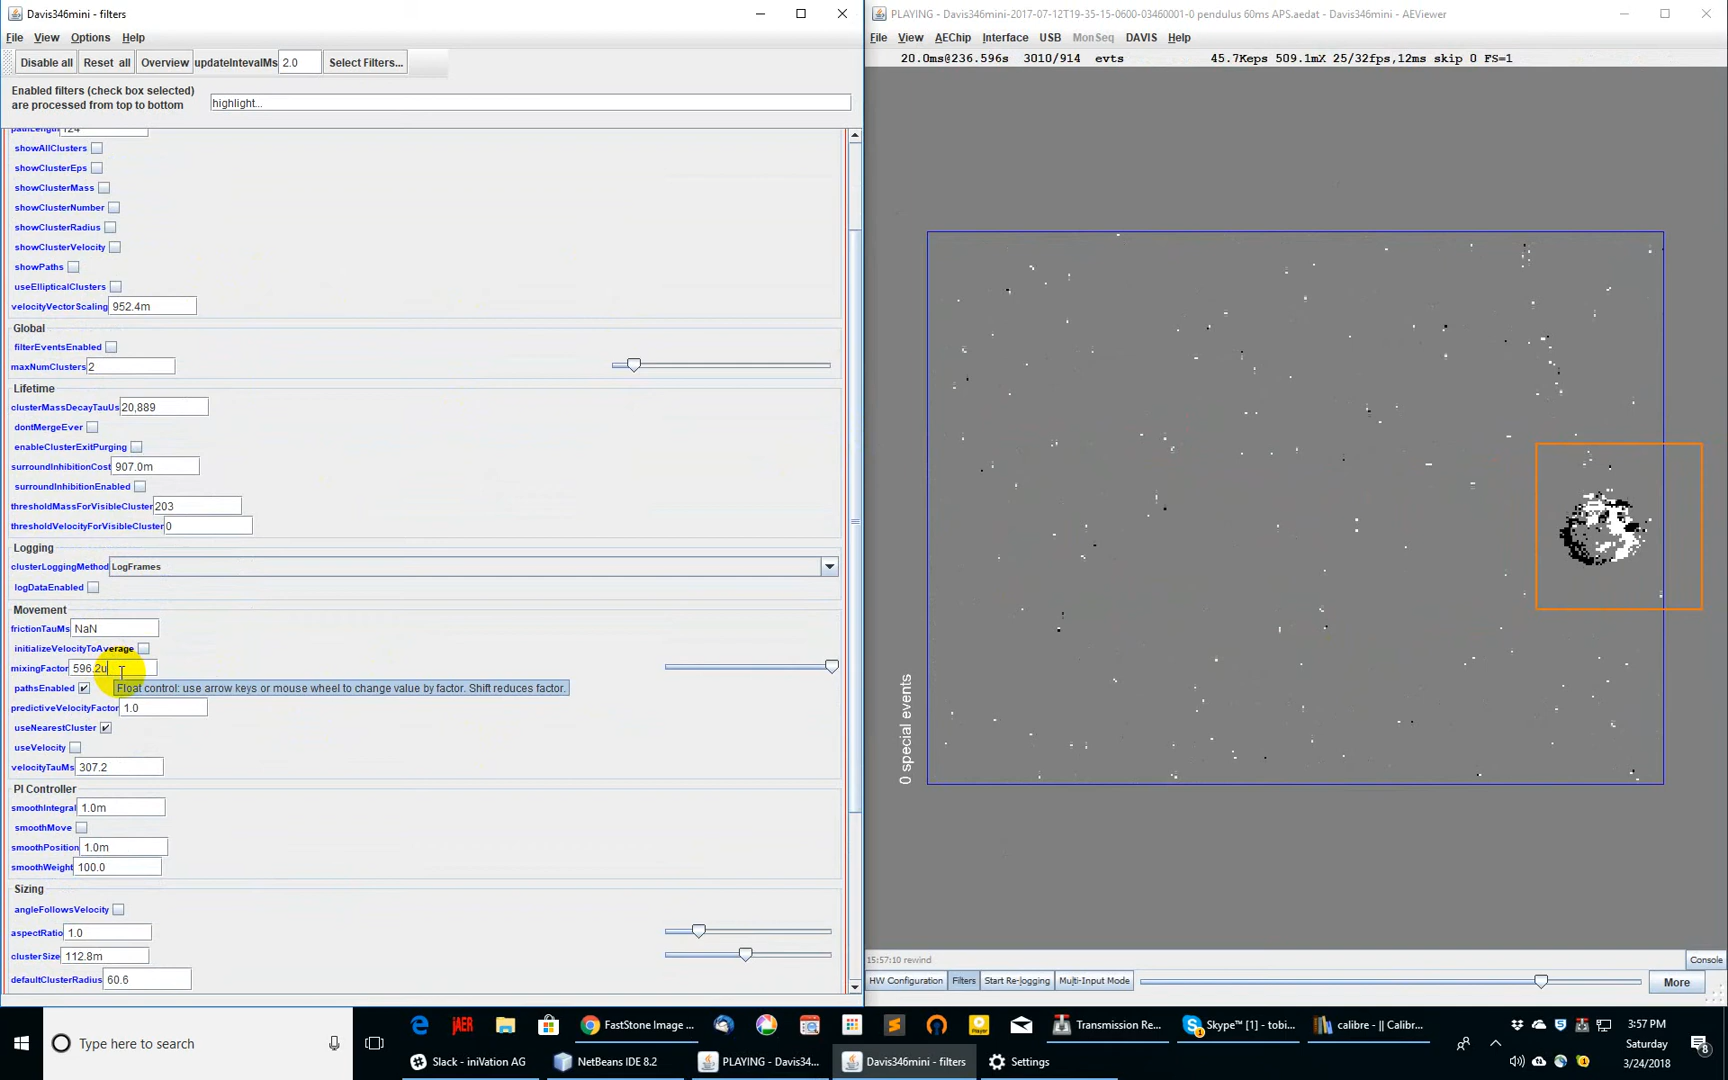 Davis346mini - filters
File View Options Help
Disable all Reset all Overview updateIntevalMs 2.0 Select Filters...
Enabled filters (check box selected)
are processed from top to bottom
highlight...
pathLength 124
showAllClusters
showClusterEps
showClusterMass
showClusterNumber
showClusterRadius
showClusterVelocity
showPaths
useEllipticalClusters
velocityVectorScaling 952.4m
Global
filterEventsEnabled
maxNumClusters 2
Lifetime
clusterMassDecayTauUs 20,889
dontMergeEver
enableClusterExitPurging
surroundInhibitionCost 907.0m
surroundInhibitionEnabled
thresholdMassForVisibleCluster 203
thresholdVelocityForVisibleCluster 0
Logging
clusterLoggingMethod LogFrames
logDataEnabled
Movement
frictionTauMs NaN
initializeVelocityToAverage
mixingFactor 596.2u
pathsEnabled
Float control: use arrow keys or mouse wheel to change value by factor. Shift reduces factor.
predictiveVelocityFactor 1.0
useNearestCluster
useVelocity
velocityTauMs 307.2
PI Controller
smoothIntegral 1.0m
smoothMove
smoothPosition 1.0m
smoothWeight 100.0
Sizing
angleFollowsVelocity
aspectRatio 1.0
clusterSize 112.8m
defaultClusterRadius 60.6
PLAYING - Davis346mini-2017-07-12T19-35-15-0600-03460001-0 pendulus 60ms APS.aedat - Davis346mini - AEViewer
File View AEChip Interface USB MonSeq DAVIS Help
20.0ms@236.596s 3010/914 evts 45.7Keps 509.1mX 25/32fps,12ms skip 0 FS=1
0 special events
15:57:10 rewind
Console
HW Configuration Filters Start Re-logging Multi-Input Mode More
Type here to search
JAER
FastStone Image ...
Player
Transmission Re...
Skype™ [1] - tobi...
calibre - || Calibr...
Slack - iniVation AG
NetBeans IDE 8.2
PLAYING - Davis34...
Davis346mini - filters
Settings
3:57 PM
Saturday
3/24/2018
8